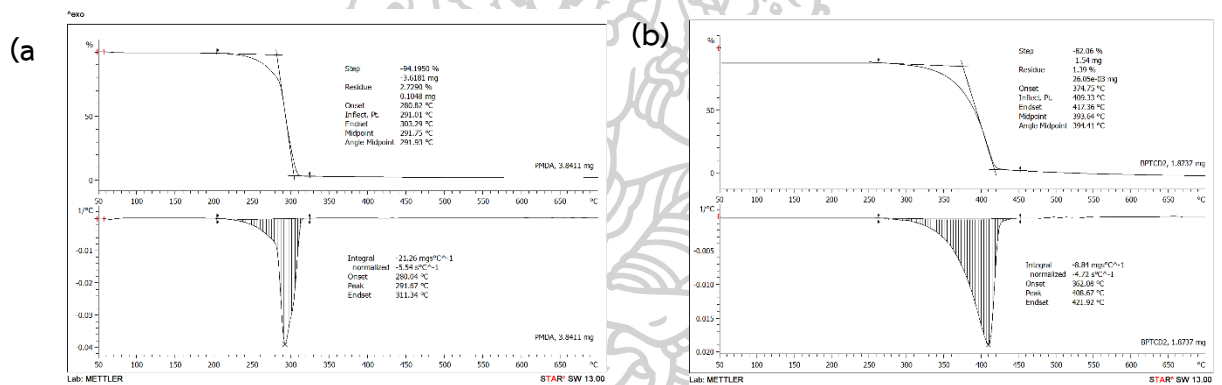 (a
^exo
%
50
0
Step -94.1950 %
-3.6181 mg
Residue 2.7290 %
0.1048 mg
Onset 280.82 °C
Inflect. Pt. 291.01 °C
Endset 303.29 °C
Midpoint 291.75 °C
Angle Midpoint 291.93 °C
PMDA, 3.8411 mg
50 100 150 200 250 300 350 400 450 500 550 600 650 °C
1/°C
0.00
-0.01
-0.02
-0.03
-0.04
Integral -21.26 mgs°C^-1
normalized -5.54 s°C^-1
Onset 280.04 °C
Peak 291.67 °C
Endset 311.34 °C
PMDA, 3.8411 mg
50 100 150 200 250 300 350 400 450 500 550 600 650 °C
Lab: METTLER
STARe SW 13.00
(b)
%
50
0
Step -82.06 %
1.54 mg
Residue 1.39 %
26.05e-03 mg
Onset 374.75 °C
Inflect. Pt. 409.33 °C
Endset 417.36 °C
Midpoint 393.64 °C
Angle Midpoint 394.41 °C
BPTCD2, 1.8737 mg
50 100 150 200 250 300 350 400 450 500 550 600 650 °C
1/°C
0.000
-0.005
-0.010
-0.015
0.020
Integral -8.84 mgs°C^-1
normalized -4.72 s°C^-1
Onset 362.08 °C
Peak 408.67 °C
Endset 421.92 °C
BPTCD2, 1.8737 mg
50 100 150 200 250 300 350 400 450 500 550 600 650 °C
Lab: METTLER
STARe SW 13.00